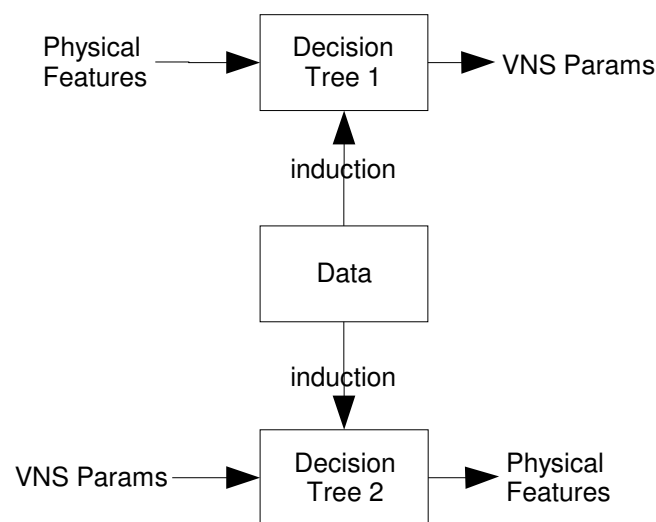 Physical
Features
Decision
Tree 1
VNS Params
induction
Data
induction
VNS Params
Decision
Tree 2
Physical
Features